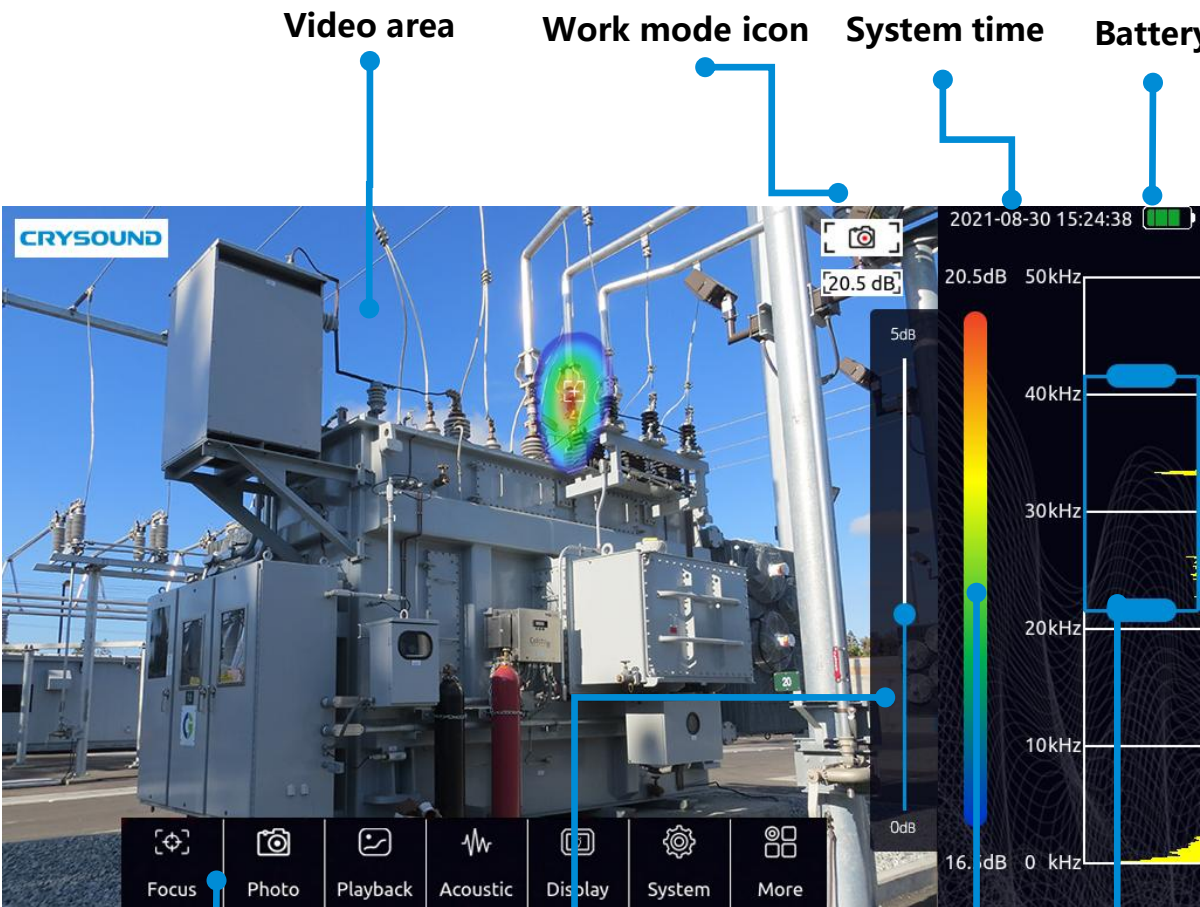 Video area
Work mode icon
System time
Battery
CRYSOUND
2021-08-30 15:24:38
[20.5 dB]
20.5dB
50kHz
5dB
40kHz
30kHz
20kHz
20
10kHz
0dB
dB
0 kHz
Focus
Photo
Playback
Acoustic
Display
System
More